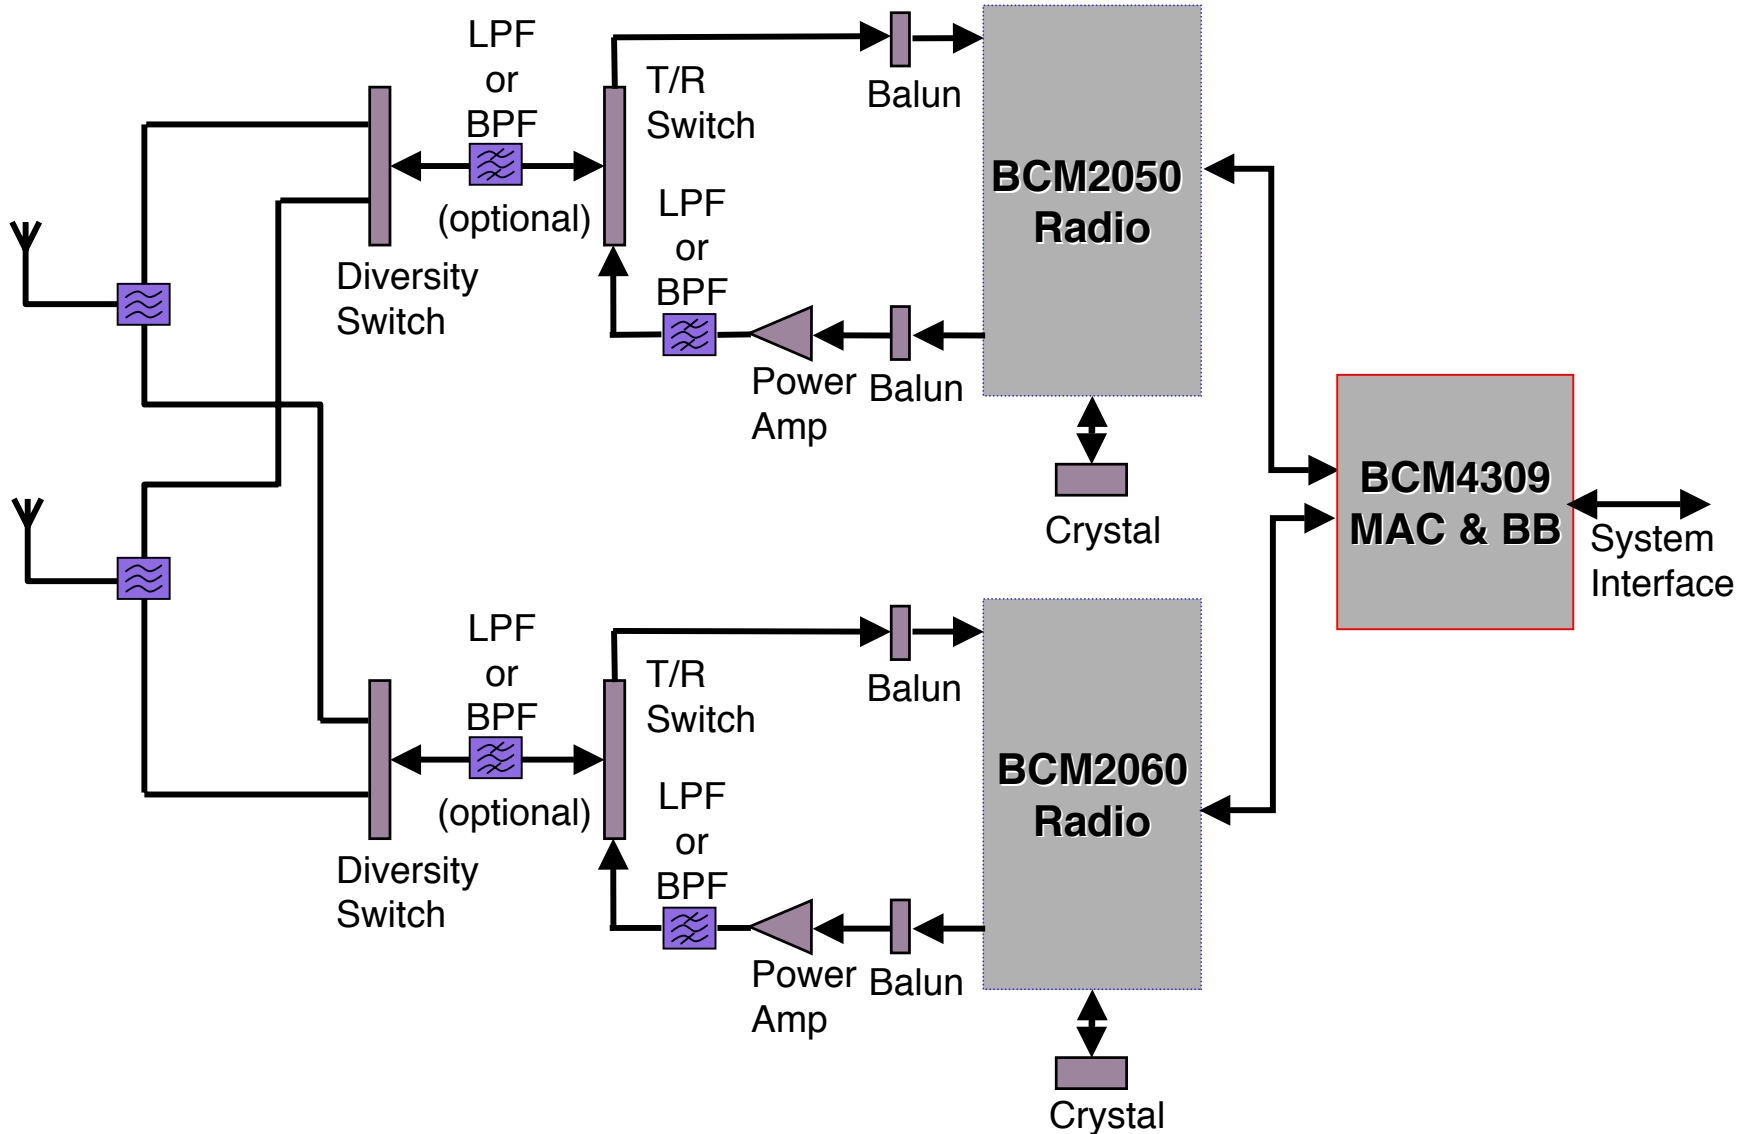 LPF
or
BPF
(optional)
Diversity
Switch
T/R
Switch
LPF
or
BPF
Power
Amp
Balun
Balun
BCM2050
Radio
Crystal
BCM4309
MAC & BB
System
Interface
LPF
or
BPF
(optional)
Diversity
Switch
T/R
Switch
LPF
or
BPF
Power
Amp
Balun
Balun
BCM2060
Radio
Crystal